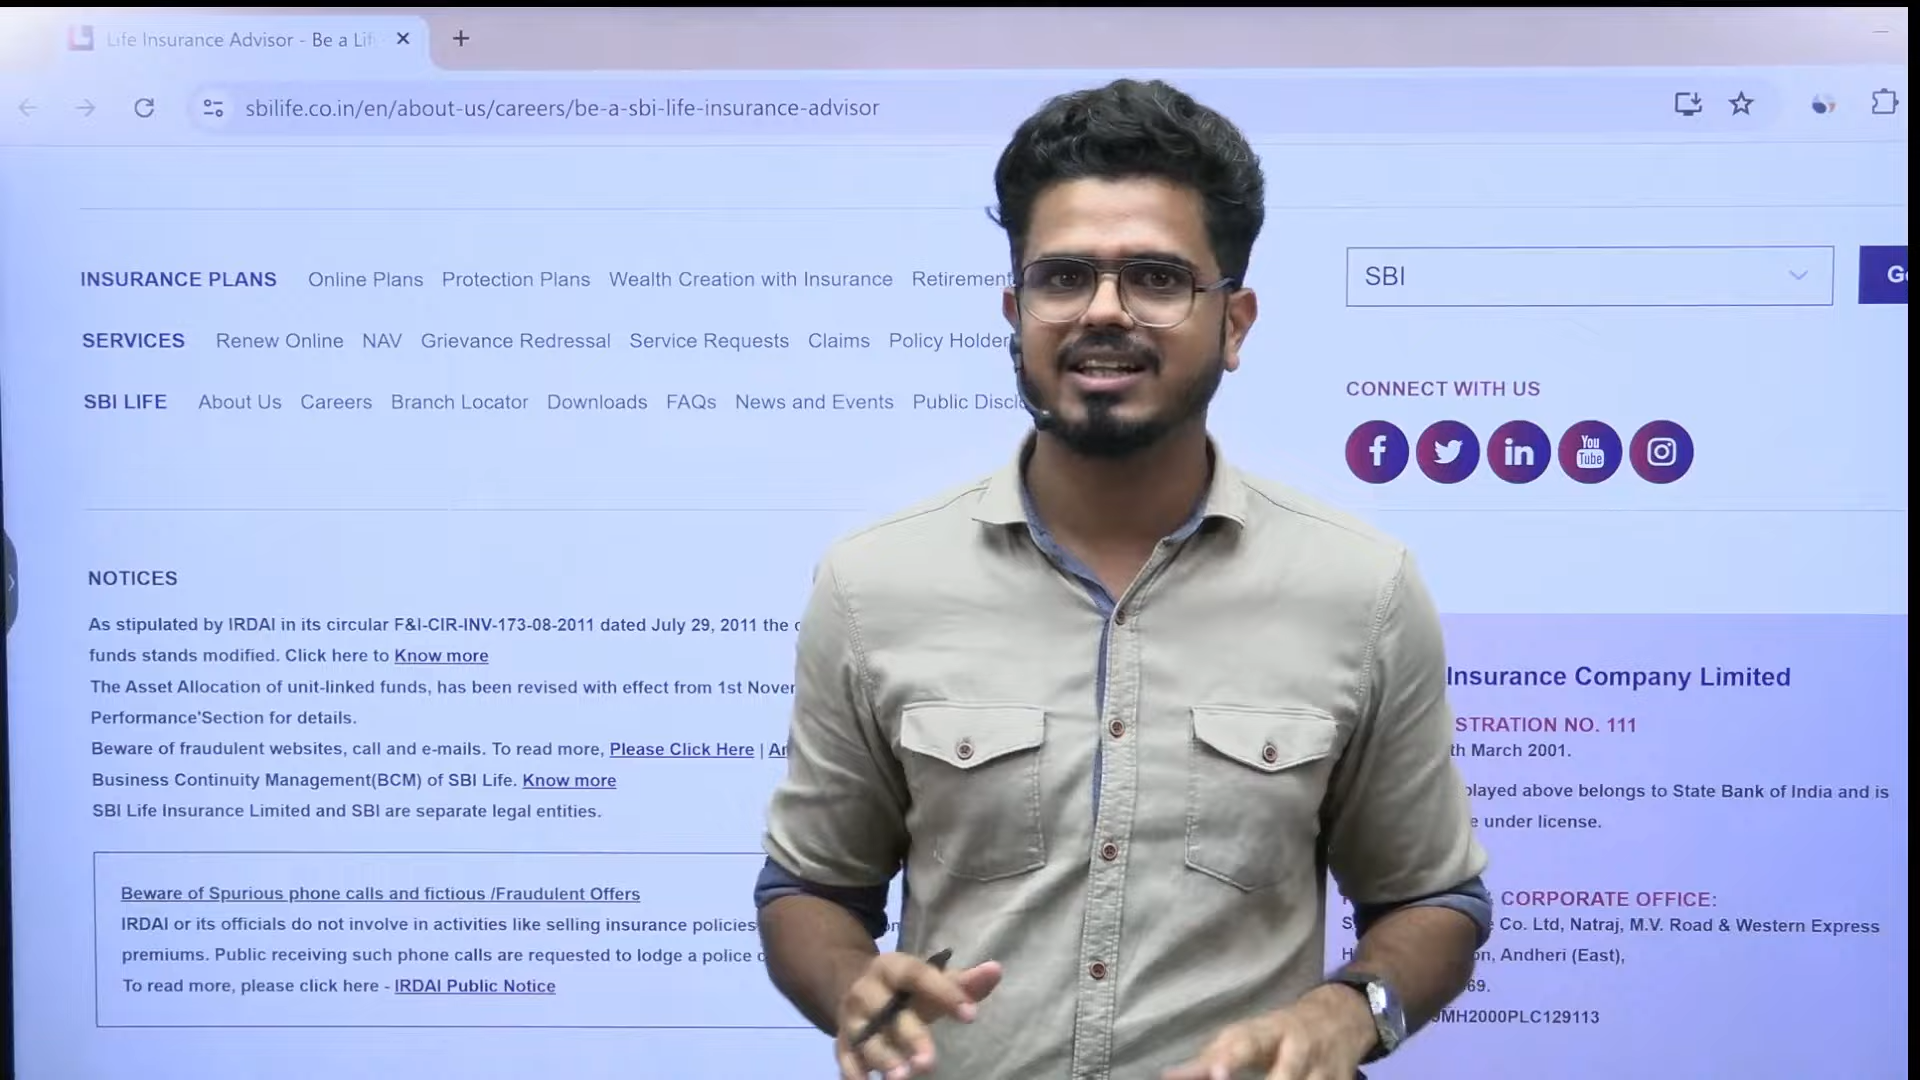 Life Insurance Advisor - Be a Lif
sbilife.co.in/en/about-us/careers/be-a-sbi-life-insurance-advisor
INSURANCE PLANS Online Plans Protection Plans Wealth Creation with Insurance Retirement
SBI
SERVICES Renew Online NAV Grievance Redressal Service Requests Claims Policy Holder
SBI LIFE About Us Careers Branch Locator Downloads FAQs News and Events Public
CONNECT WITH US
You
Tube
NOTICES
As stipulated by IRDAI in its circular F&I-CIR-INV-173-08-2011 dated July 29, 2011 the
funds stands modified. Click here to Know more
The Asset Allocation of unit-linked funds, has been revised with effect from 1st
Performance'Section for details.
Beware of fraudulent websites, call and e-mails. To read more, Please Click Here |
Business Continuity Management(BCM) of SBI Life. Know more
SBI Life Insurance Limited and SBI are separate legal entities.
Beware of Spurious phone calls and fictious /Fraudulent Offers
IRDAI or its officials do not involve in activities like selling insurance policies
premiums. Public receiving such phone calls are requested to lodge a police
To read more, please click here - IRDAI Public Notice
Insurance Company Limited
NO. 111
March 2001.
above belongs to State Bank of India and is
under license.
CORPORATE OFFICE:
Co. Ltd, Natraj, M.V. Road & Western Express
Andheri (East),
69.
MH2000PLC129113